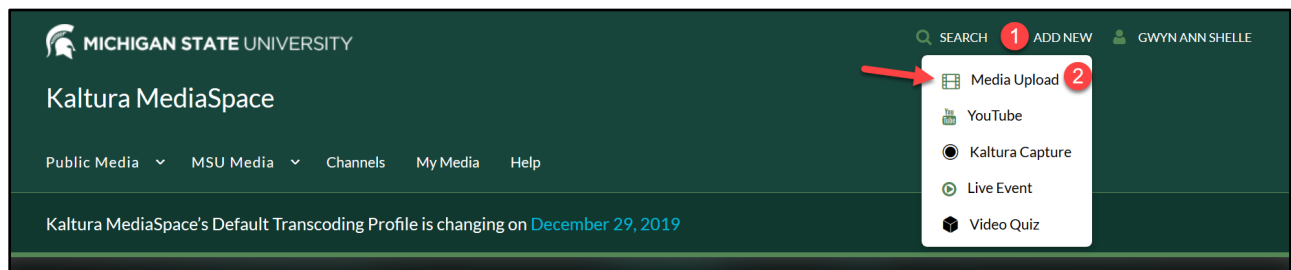 MICHIGAN STATE UNIVERSITY
SEARCH 1 ADD NEW GWYN ANN SHELLE
Media Upload 2
Kaltura MediaSpace
You Tube YouTube
Public Media MSU Media Channels My Media Help
Kaltura Capture
Live Event
Kaltura MediaSpace's Default Transcoding Profile is changing on December 29, 2019
Video Quiz